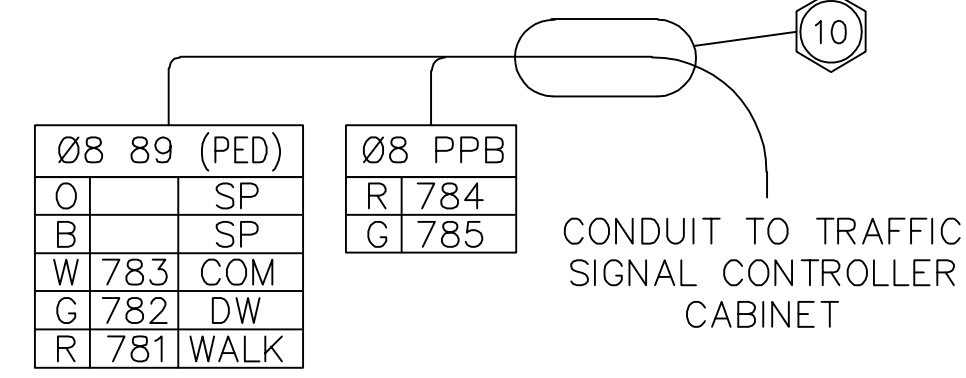 10
Ø8 89 (PED)
O SP
B SP
W 783 COM
G 782 DW
R 781 WALK
Ø8 PPB
R 784
G 785
CONDUIT TO TRAFFIC
SIGNAL CONTROLLER
CABINET